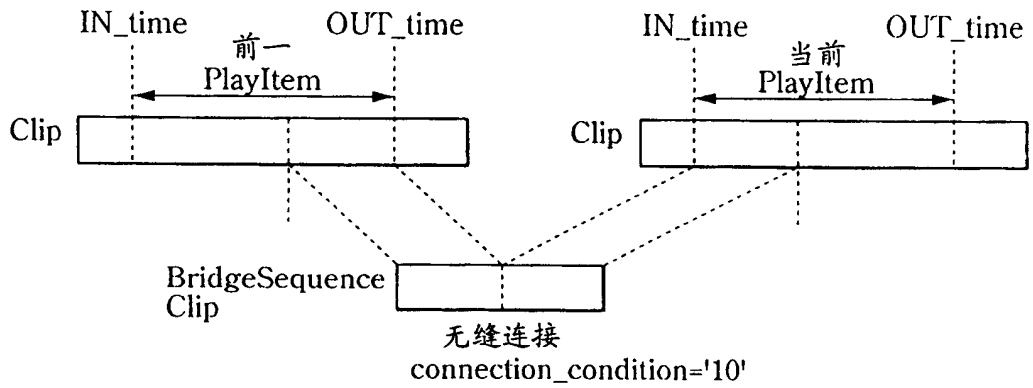 IN_time
OUT_time
前一
PlayItem
Clip
IN_time
OUT_time
当前
PlayItem
Clip
BridgeSequence
Clip
无缝连接
connection_condition='10'